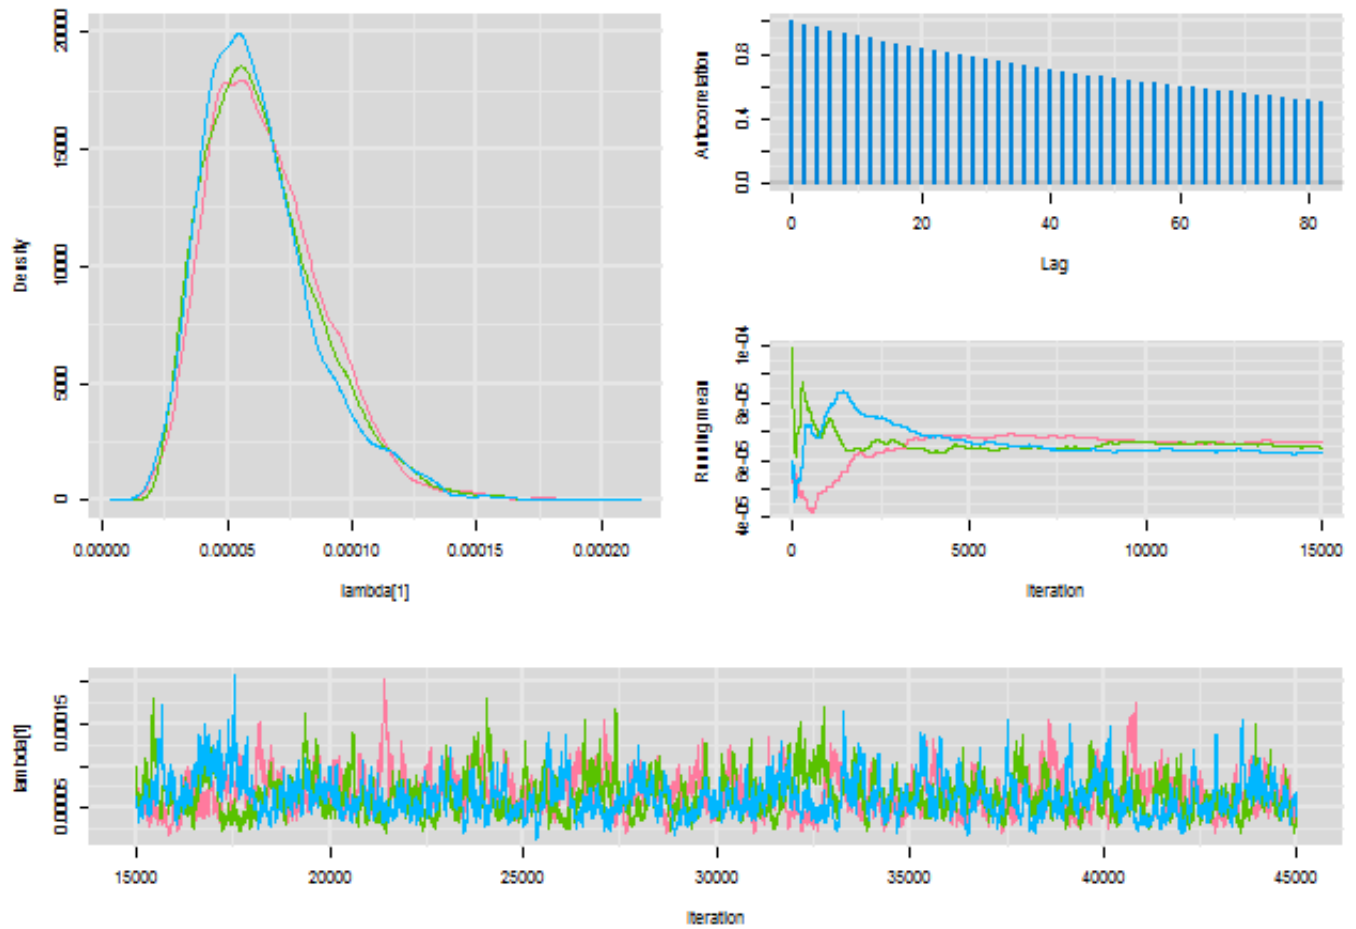 Density
20000
15000
10000
5000
0
0.00000 0.00005 0.00010 0.00015 0.00020
lambda[1]
Autocorrelation
0.8
0.4
0.0
0 20 40 60 80
Lag
Running mean
1e-04
8e-05
6e-05
4e-05
0 5000 10000 15000
Iteration
lambda[1]
0.00015
0.00005
15000 20000 25000 30000 35000 40000 45000
Iteration